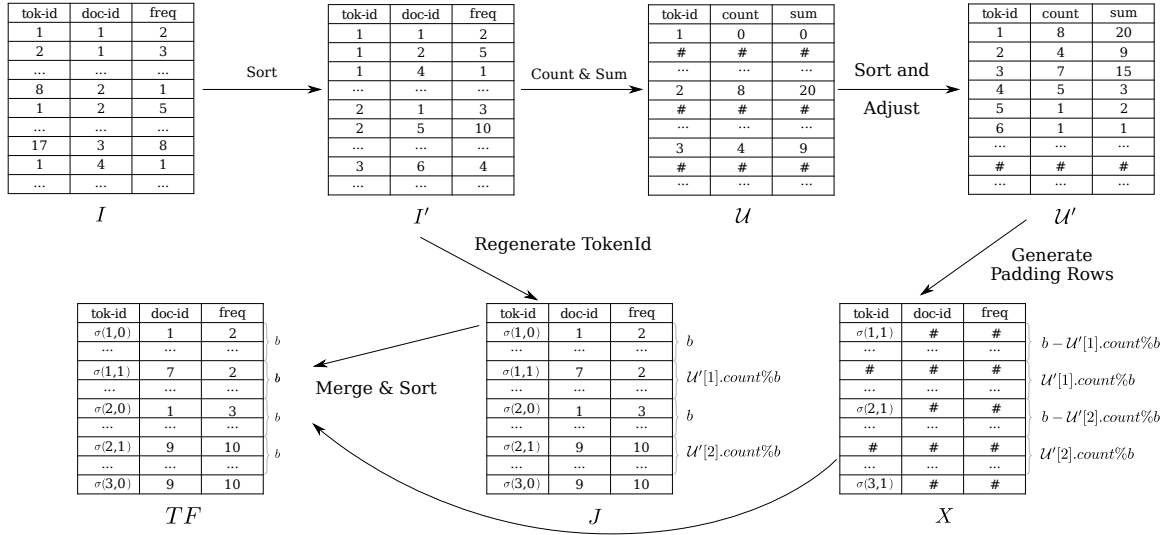 tok-id doc-id freq
1 1 2
2 1 3
... ... ...
8 2 1
1 2 5
... ... ...
17 3 8
1 4 1
... ... ...
I
Sort
tok-id doc-id freq
1 1 2
1 2 5
1 4 1
... ... ...
2 1 3
2 5 10
... ... ...
3 6 4
... ... ...
I′
Count & Sum
tok-id count sum
1 0 0
# # #
... ... ...
2 8 20
# # #
... ... ...
3 4 9
# # #
... ... ...
𝒰
Sort and
Adjust
tok-id count sum
1 8 20
2 4 9
3 7 15
4 5 3
5 1 2
6 1 1
... ... ...
# # #
... ... ...
𝒰′
Regenerate TokenId
Generate
Padding Rows
tok-id doc-id freq
σ(1,0) 1 2 b
... ... ...
σ(1,1) 7 2 b
... ... ...
σ(2,0) 1 3 b
... ... ...
σ(2,1) 9 10 b
... ... ...
σ(3,0) 9 10
TF
Merge & Sort
tok-id doc-id freq
σ(1,0) 1 2 b
... ... ...
σ(1,1) 7 2 𝒰′[1].count%b
... ... ...
σ(2,0) 1 3 b
... ... ...
σ(2,1) 9 10 𝒰′[2].count%b
... ... ...
σ(3,0) 9 10
J
tok-id doc-id freq
σ(1,1) # # b − 𝒰′[1].count%b
... ... ...
# # # 𝒰′[1].count%b
... ... ...
σ(2,1) # # b − 𝒰′[2].count%b
... ... ...
# # # 𝒰′[2].count%b
... ... ...
σ(3,1) # #
X